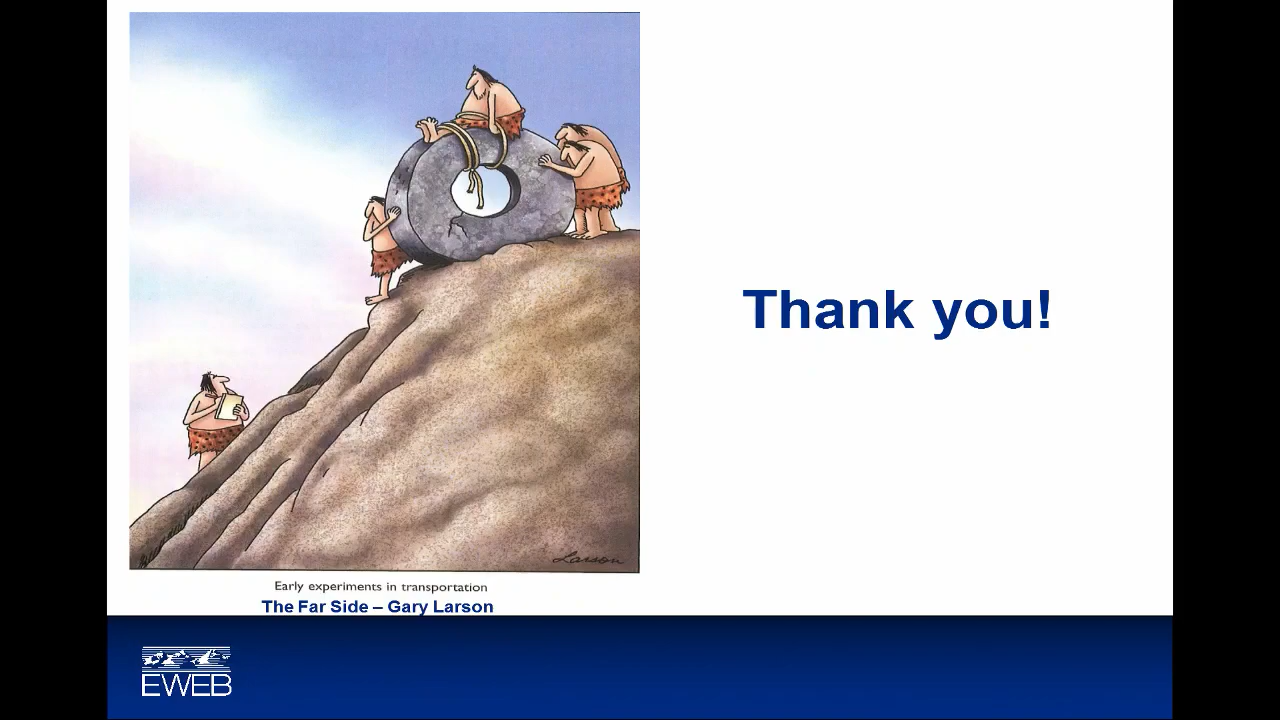 Larson
Early experiments in transportation
The Far Side – Gary Larson
Thank you!
EWEB